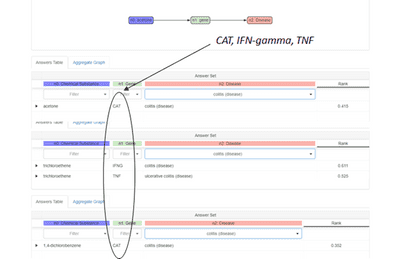 n0: acetone n1: gene n2: Disease
CAT, IFN-gamma, TNF
Answers Table Aggregate Graph
Answer Set
n0: Chemical Substance n1: Gene n2: Disease Rank
Filter Filter colitis (disease)
acetone CAT colitis (disease) 0.415
Answers Table Aggregate Graph
Answer Set
n0: Chemical Substance n1: Gene n2: Disease Rank
Filter Filter colitis (disease)
trichloroethene IFNG colitis (disease)
trichloroethene TNF ulcerative colitis (disease) 0.525
Answers Table Aggregate Graph
Answer Set
n0: Chemical Substance n1: Gene n2: Disease Rank
Filter Filter colitis (disease)
1,4-dichlorobenzene CAT colitis (disease) 0.302